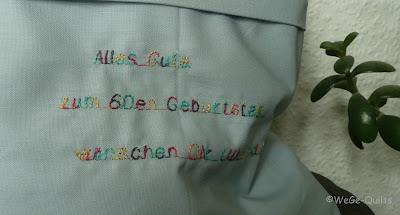 Alles Gute
zum 60en Geburtstag
wünschen Dir
©WeGe-Quilts